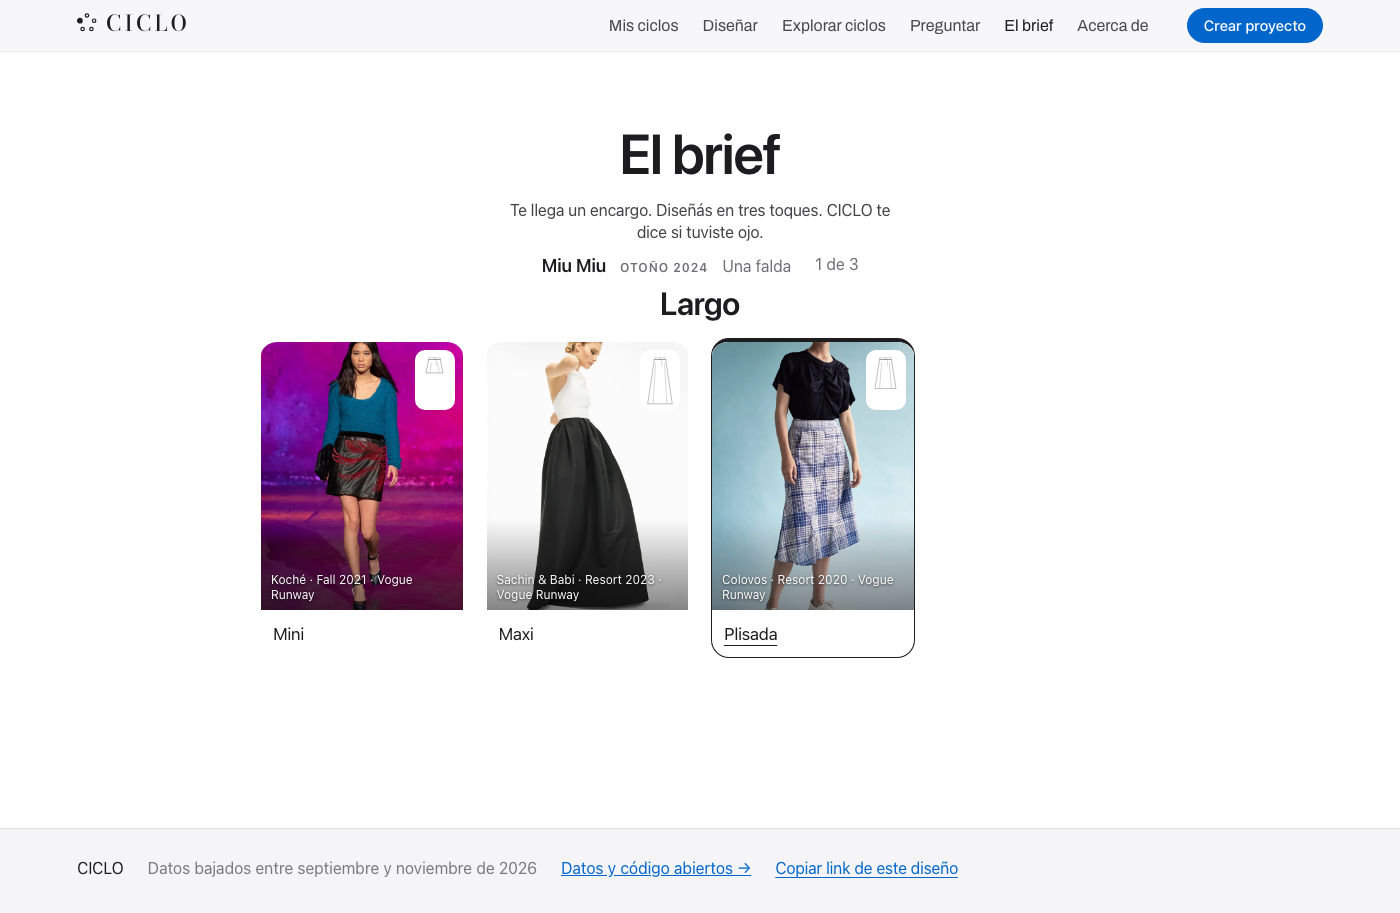 CICLO
Mis ciclos
Diseñar
Explorar ciclos
Preguntar
El brief
Acerca de
Crear proyecto
El brief
Te llega un encargo. Diseñás en tres toques. CICLO te
dice si tuviste ojo.
Miu Miu OTOÑO 2024 Una falda 1 de 3
Largo
Koché · Fall 2021 · Vogue
Runway
Mini
Sachin & Babi · Resort 2023 ·
Vogue Runway
Maxi
Colovos · Resort 2020 · Vogue
Runway
Plisada
CICLO
Datos bajados entre septiembre y noviembre de 2026
Datos y código abiertos →
Copiar link de este diseño